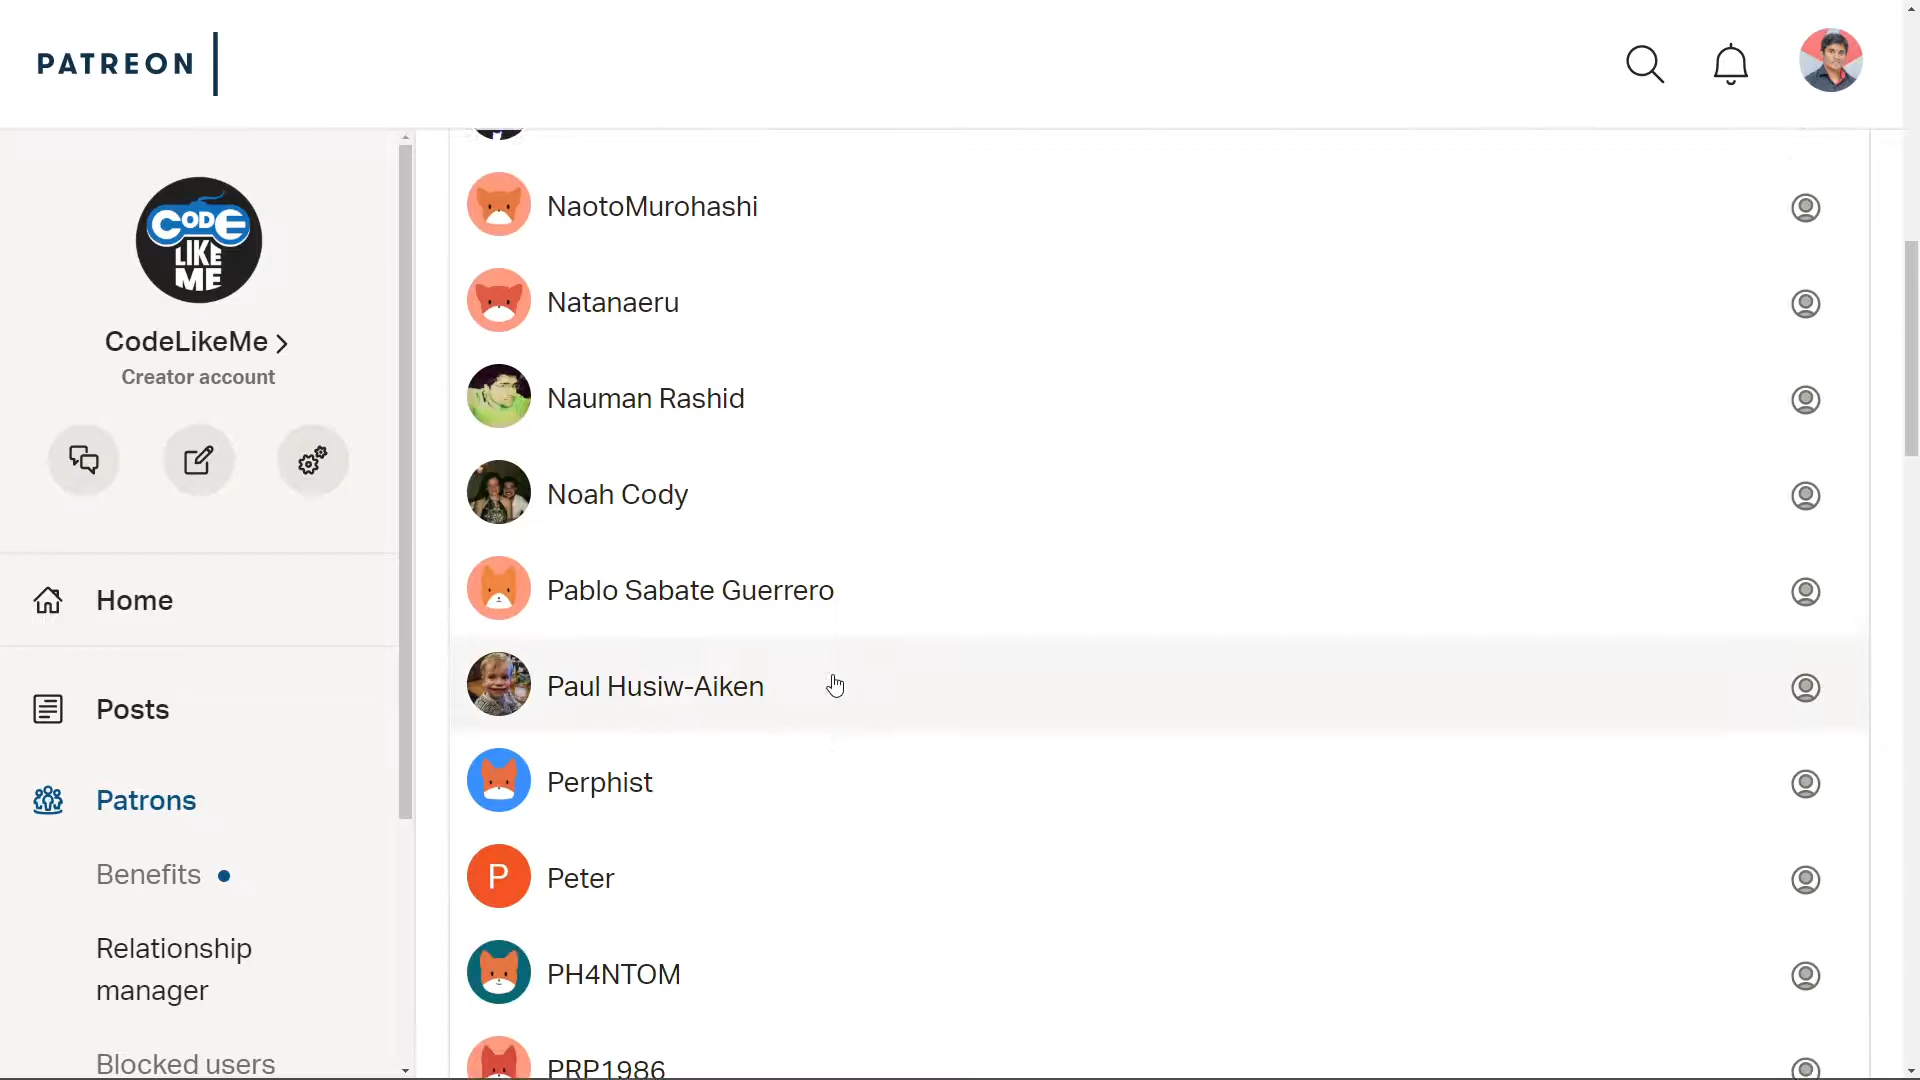 PATREON
CODE
LIKE
ME
CodeLikeMe
Creator account
Home
Posts
Patrons
Benefits
Relationship
manager
Blocked users
NaotoMurohashi
Natanaeru
Nauman Rashid
Noah Cody
Pablo Sabate Guerrero
Paul Husiw-Aiken
Perphist
P
Peter
PH4NTOM
PRP1986